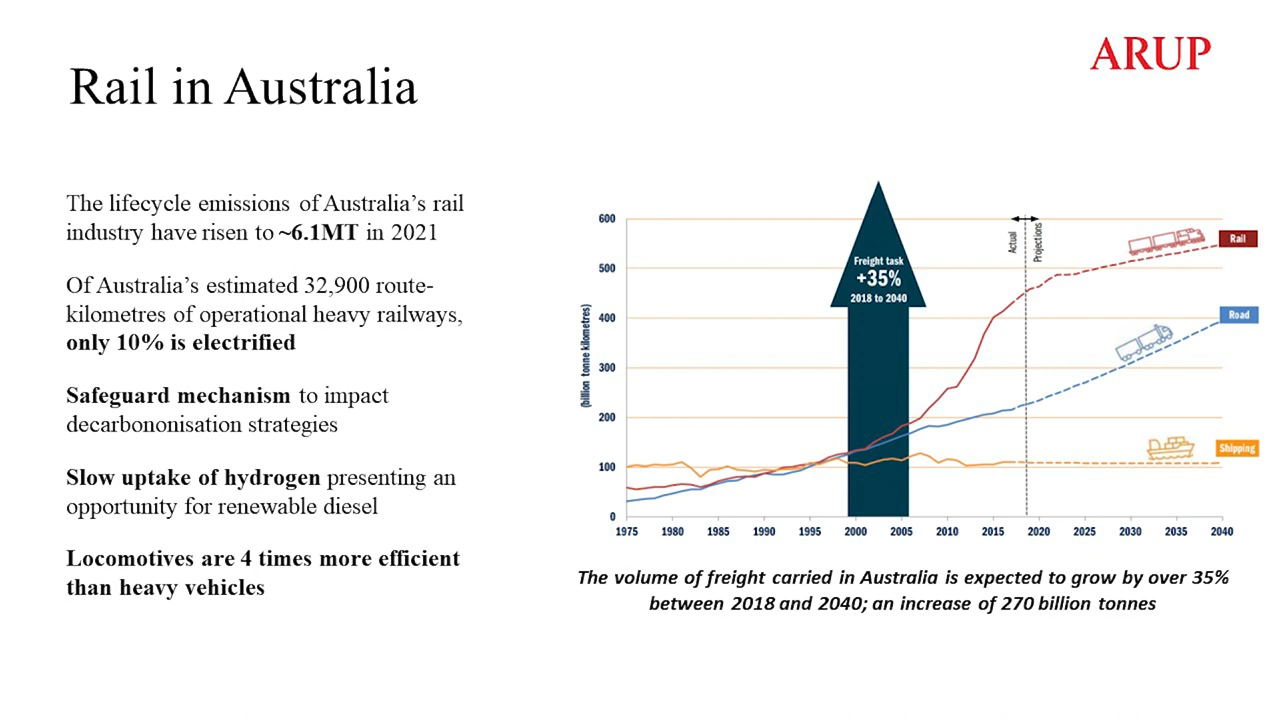 ARUP
Rail in Australia
The lifecycle emissions of Australia's rail
industry have risen to ~6.1MT in 2021
Of Australia's estimated 32,900 route-
kilometres of operational heavy railways,
only 10% is electrified
Safeguard mechanism to impact
decarbononisation strategies
Slow uptake of hydrogen presenting an
opportunity for renewable diesel
Locomotives are 4 times more efficient
than heavy vehicles
(billion tonne kilometres)
600
500
400
300
200
100
0
1975 1980 1985 1990 1995 2000 2005 2010 2015 2020 2025 2030 2035 2040
Freight task
+35%
2018 to 2040
Actual
Projections
Rail
Road
Shipping
The volume of freight carried in Australia is expected to grow by over 35%
between 2018 and 2040; an increase of 270 billion tonnes